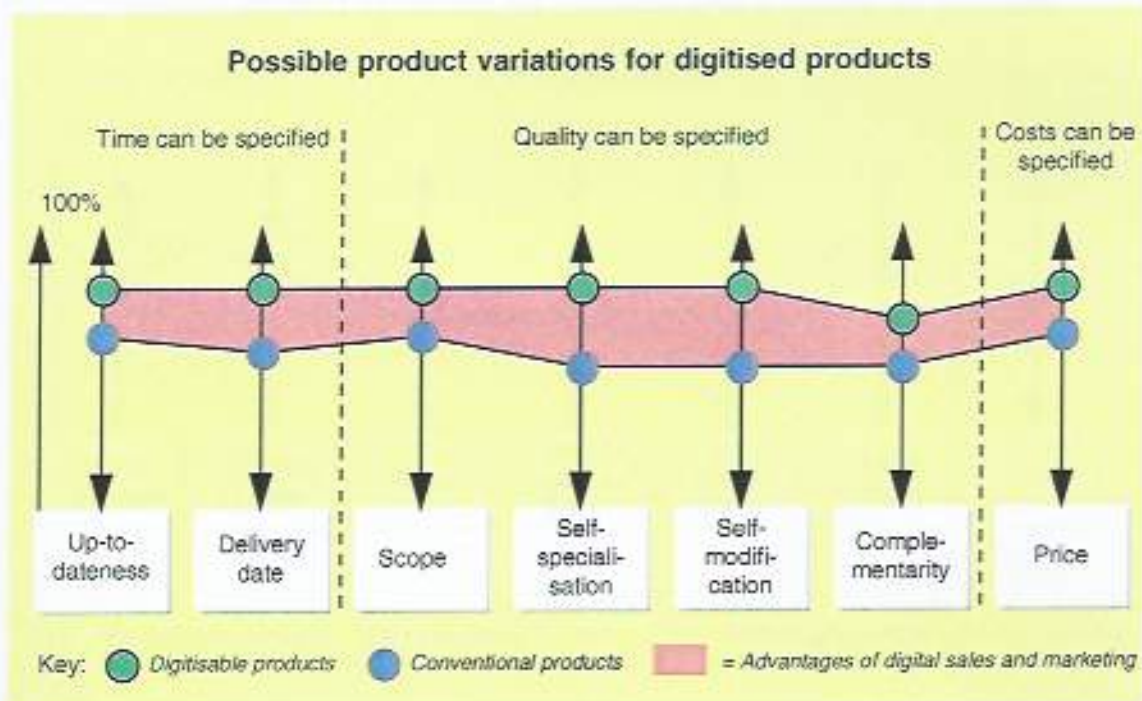 Possible product variations for digitised products
Time can be specified
Quality can be specified
Costs can be
specified
100%
Up-to-
dateness
Delivery
date
Scope
Self-
speciali-
sation
Self-
modifi-
cation
Comple-
mentarity
Price
Key:
Digitisable products
Conventional products
= Advantages of digital sales and marketing